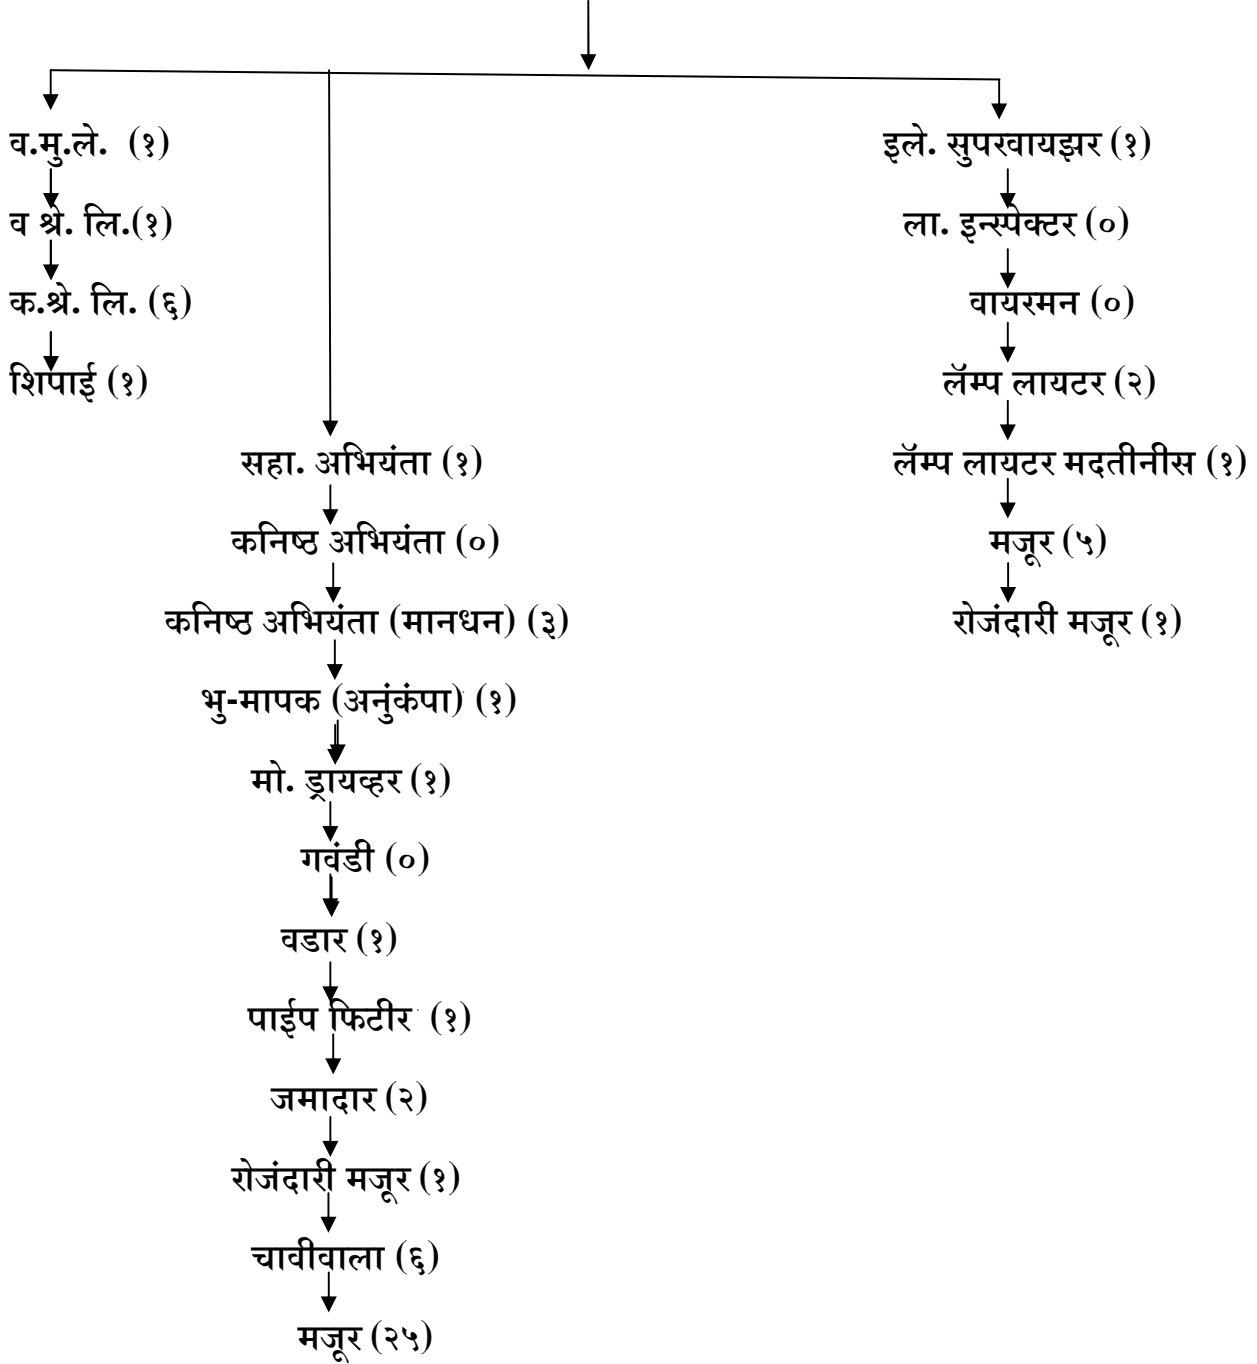 व.मु.ले. (१)
व श्रे. लि.(१)
क.श्रे. लि. (६)
शिपाई (१)
सहा. अभियंता (१)
कनिष्ठ अभियंता (०)
कनिष्ठ अभियंता (मानधन) (३)
भु-मापक (अनुंकंपा) (१)
मो. ड्रायव्हर (१)
गवंडी (०)
वडार (१)
पाईप फिटीर (१)
जमादार (२)
रोजंदारी मजूर (१)
चावीवाला (६)
मजूर (२५)
इले. सुपरवायझर (१)
ला. इन्स्पेक्टर (०)
वायरमन (०)
लॅम्प लायटर (२)
लॅम्प लायटर मदतीनीस (१)
मजूर (५)
रोजंदारी मजूर (१)